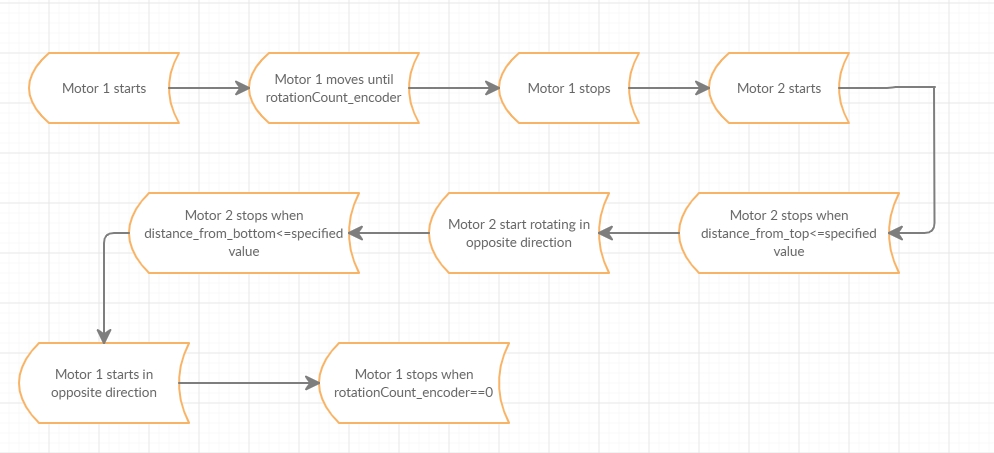 Motor 1 starts
Motor 1 moves until
rotationCount_encoder
Motor 1 stops
Motor 2 starts
Motor 2 stops when
distance_from_top<=specified
value
Motor 2 start rotating in
opposite direction
Motor 2 stops when
distance_from_bottom<=specified
value
Motor 1 starts in
opposite direction
Motor 1 stops when
rotationCount_encoder==0